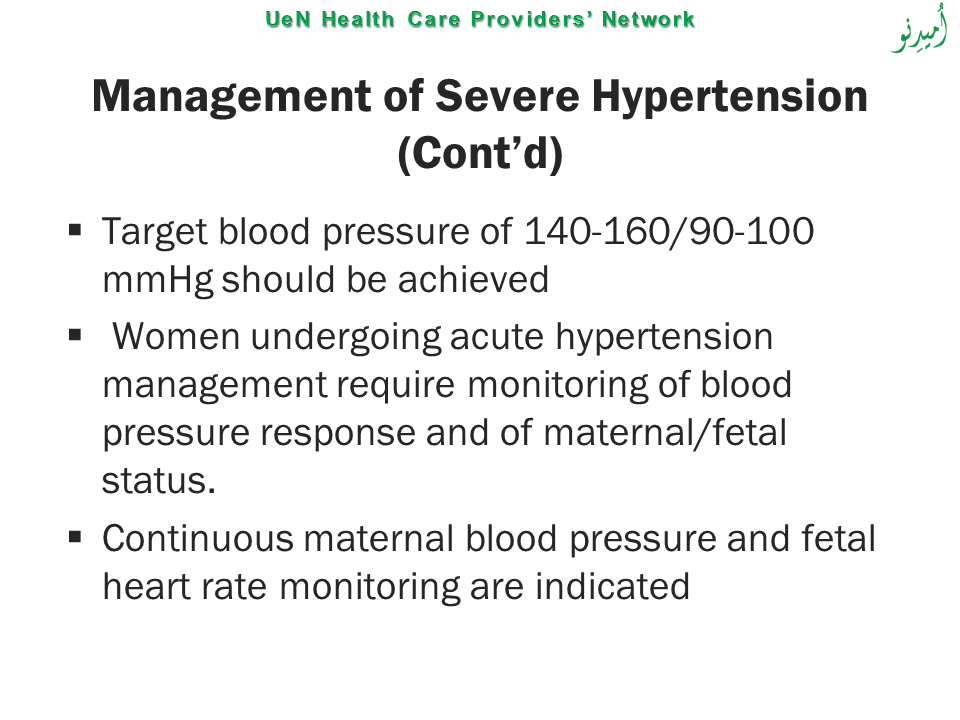 UeN Health Care Providers’ Network
اُمیدِنو
Management of Severe Hypertension
(Cont’d)
▪ Target blood pressure of 140-160/90-100
mmHg should be achieved
▪ Women undergoing acute hypertension
management require monitoring of blood
pressure response and of maternal/fetal
status.
▪ Continuous maternal blood pressure and fetal
heart rate monitoring are indicated